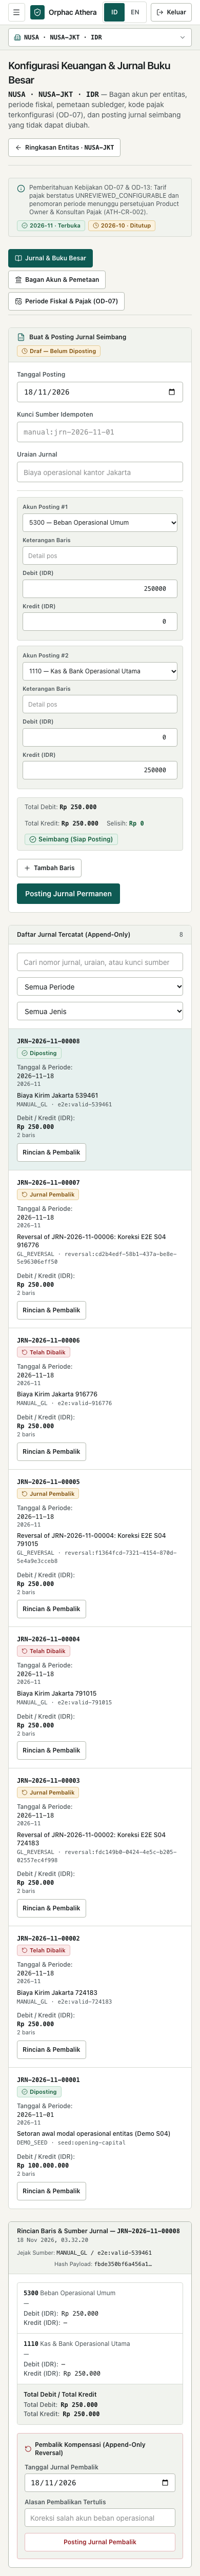 Orphac Athera
ID
EN
Keluar
NUSA · NUSA-JKT · IDR
Konfigurasi Keuangan & Jurnal Buku
Besar
NUSA · NUSA-JKT · IDR — Bagan akun per entitas,
periode fiskal, pemetaan subledger, kode pajak
terkonfigurasi (OD-07), dan posting jurnal seimbang
yang tidak dapat diubah.
Ringkasan Entitas · NUSA-JKT
Pemberitahuan Kebijakan OD-07 & OD-13: Tarif
pajak berstatus UNREVIEWED_CONFIGURABLE dan
penomoran periode menunggu persetujuan Product
Owner & Konsultan Pajak (ATH-CR-002).
2026-11 · Terbuka
2026-10 · Ditutup
Jurnal & Buku Besar
Bagan Akun & Pemetaan
Periode Fiskal & Pajak (OD-07)
Buat & Posting Jurnal Seimbang
Draf — Belum Diposting
Tanggal Posting
18/11/2026
Kunci Sumber Idempoten
manual:jrn-2026-11-01
Uraian Jurnal
Biaya operasional kantor Jakarta
Akun Posting #1
5300 — Beban Operasional Umum
Keterangan Baris
Detail pos
Debit (IDR)
250000
Kredit (IDR)
0
Akun Posting #2
1110 — Kas & Bank Operasional Utama
Keterangan Baris
Detail pos
Debit (IDR)
0
Kredit (IDR)
250000
Total Debit: Rp 250.000
Total Kredit: Rp 250.000 Selisih: Rp 0
Seimbang (Siap Posting)
Tambah Baris
Posting Jurnal Permanen
Daftar Jurnal Tercatat (Append-Only)
8
Cari nomor jurnal, uraian, atau kunci sumber
Semua Periode
Semua Jenis
JRN-2026-11-00008
Diposting
Tanggal & Periode:
2026-11-18
2026-11
Biaya Kirim Jakarta 539461
MANUAL_GL · e2e:valid-539461
Debit / Kredit (IDR):
Rp 250.000
2 baris
Rincian & Pembalik
JRN-2026-11-00007
Jurnal Pembalik
Tanggal & Periode:
2026-11-18
2026-11
Reversal of JRN-2026-11-00006: Koreksi E2E S04
916776
GL_REVERSAL · reversal:cd2b4edf-58b1-437a-be8e-
5e96306eff50
Debit / Kredit (IDR):
Rp 250.000
2 baris
Rincian & Pembalik
JRN-2026-11-00006
Telah Dibalik
Tanggal & Periode:
2026-11-18
2026-11
Biaya Kirim Jakarta 916776
MANUAL_GL · e2e:valid-916776
Debit / Kredit (IDR):
Rp 250.000
2 baris
Rincian & Pembalik
JRN-2026-11-00005
Jurnal Pembalik
Tanggal & Periode:
2026-11-18
2026-11
Reversal of JRN-2026-11-00004: Koreksi E2E S04
791015
GL_REVERSAL · reversal:f1364fcd-7321-4154-870d-
5e4a9e3cceb8
Debit / Kredit (IDR):
Rp 250.000
2 baris
Rincian & Pembalik
JRN-2026-11-00004
Telah Dibalik
Tanggal & Periode:
2026-11-18
2026-11
Biaya Kirim Jakarta 791015
MANUAL_GL · e2e:valid-791015
Debit / Kredit (IDR):
Rp 250.000
2 baris
Rincian & Pembalik
JRN-2026-11-00003
Jurnal Pembalik
Tanggal & Periode:
2026-11-18
2026-11
Reversal of JRN-2026-11-00002: Koreksi E2E S04
724183
GL_REVERSAL · reversal:fdc149b0-0424-4e5c-b205-
02557ec4f998
Debit / Kredit (IDR):
Rp 250.000
2 baris
Rincian & Pembalik
JRN-2026-11-00002
Telah Dibalik
Tanggal & Periode:
2026-11-18
2026-11
Biaya Kirim Jakarta 724183
MANUAL_GL · e2e:valid-724183
Debit / Kredit (IDR):
Rp 250.000
2 baris
Rincian & Pembalik
JRN-2026-11-00001
Diposting
Tanggal & Periode:
2026-11-01
2026-11
Setoran awal modal operasional entitas (Demo S04)
DEMO_SEED · seed:opening-capital
Debit / Kredit (IDR):
Rp 100.000.000
2 baris
Rincian & Pembalik
Rincian Baris & Sumber Jurnal — JRN-2026-11-00008
18 Nov 2026, 03.32.20
Jejak Sumber: MANUAL_GL / e2e:valid-539461
Hash Payload: fbde350bf6a456a1…
5300 Beban Operasional Umum
—
Debit (IDR): Rp 250.000
Kredit (IDR): —
1110 Kas & Bank Operasional Utama
—
Debit (IDR): —
Kredit (IDR): Rp 250.000
Total Debit / Total Kredit
Total Debit: Rp 250.000
Total Kredit: Rp 250.000
Pembalik Kompensasi (Append-Only
Reversal)
Tanggal Jurnal Pembalik
18/11/2026
Alasan Pembalikan Tertulis
Koreksi salah akun beban operasional
Posting Jurnal Pembalik